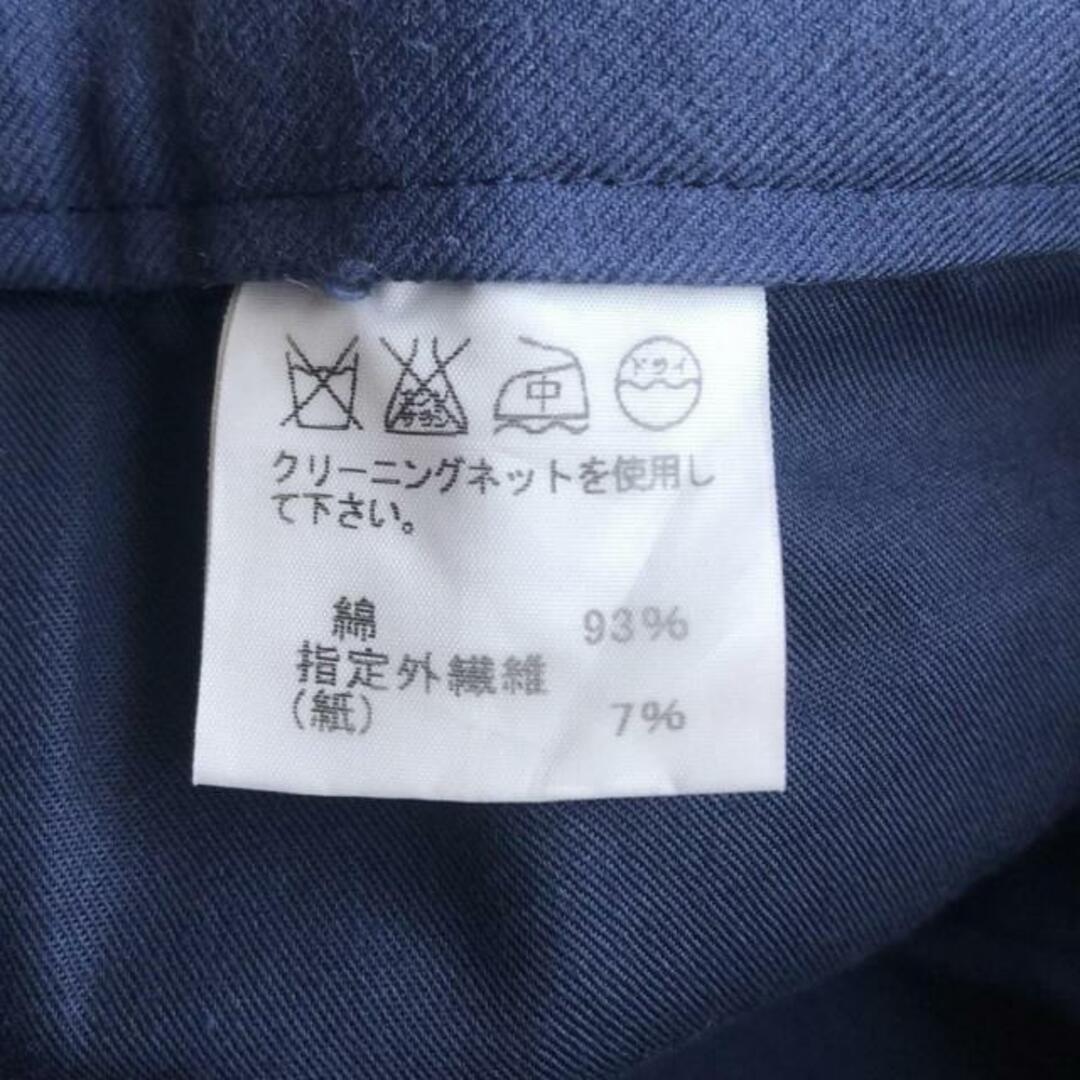 中 ドライ
クリーニングネットを使用し
て下さい。
綿 93%
指定外繊維
(紙) 7%